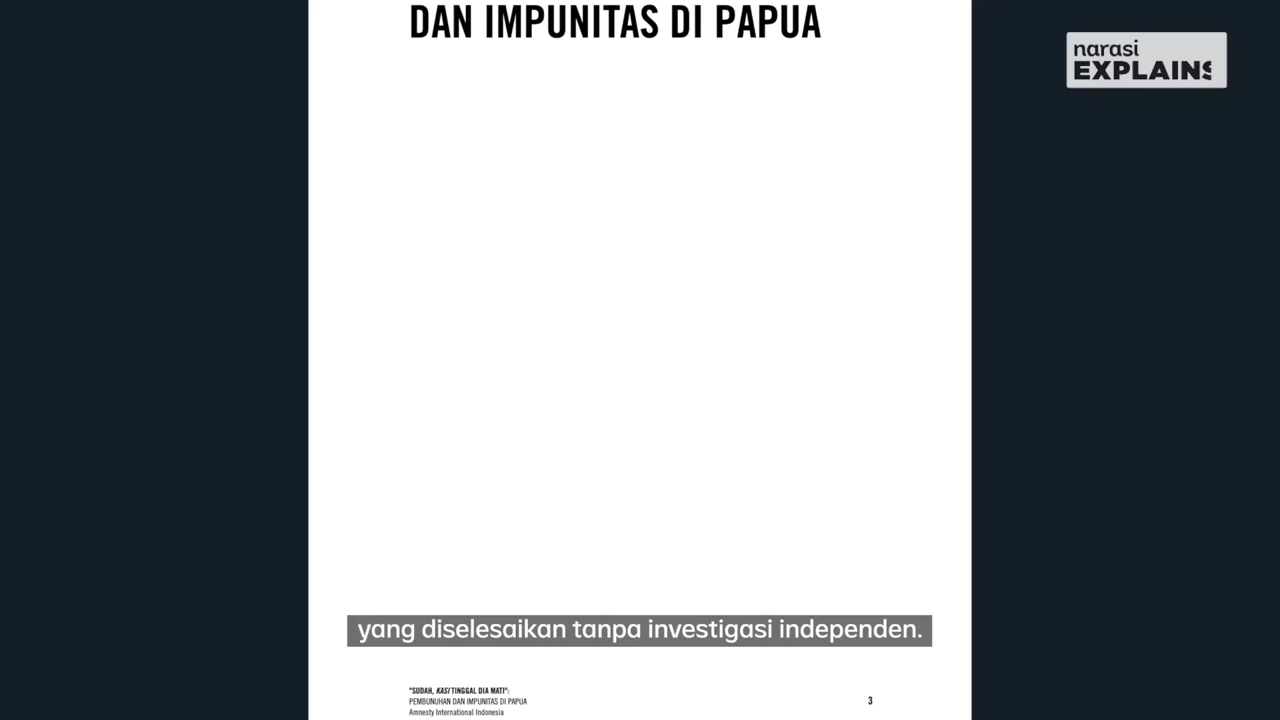 DAN IMPUNITAS DI PAPUA
narasi
EXPLAINS
yang diselesaikan tanpa investigasi independen.
"SUDAH, KASI TINGGAL DIA MATI":
PEMBUNUHAN DAN IMPUNITAS DI PAPUA
Amnesty International Indonesia
3